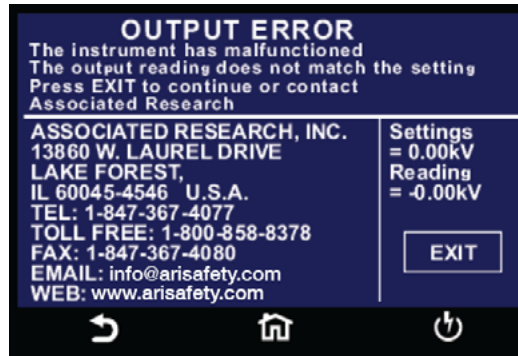 OUTPUT ERROR
The instrument has malfunctioned
The output reading does not match the setting
Press EXIT to continue or contact
Associated Research
ASSOCIATED RESEARCH, INC.
13860 W. LAUREL DRIVE
LAKE FOREST,
IL 60045-4546 U.S.A.
TEL: 1-847-367-4077
TOLL FREE: 1-800-858-8378
FAX: 1-847-367-4080
EMAIL: info@arisafety.com
WEB: www.arisafety.com
Settings
= 0.00kV
Reading
= -0.00kV
EXIT